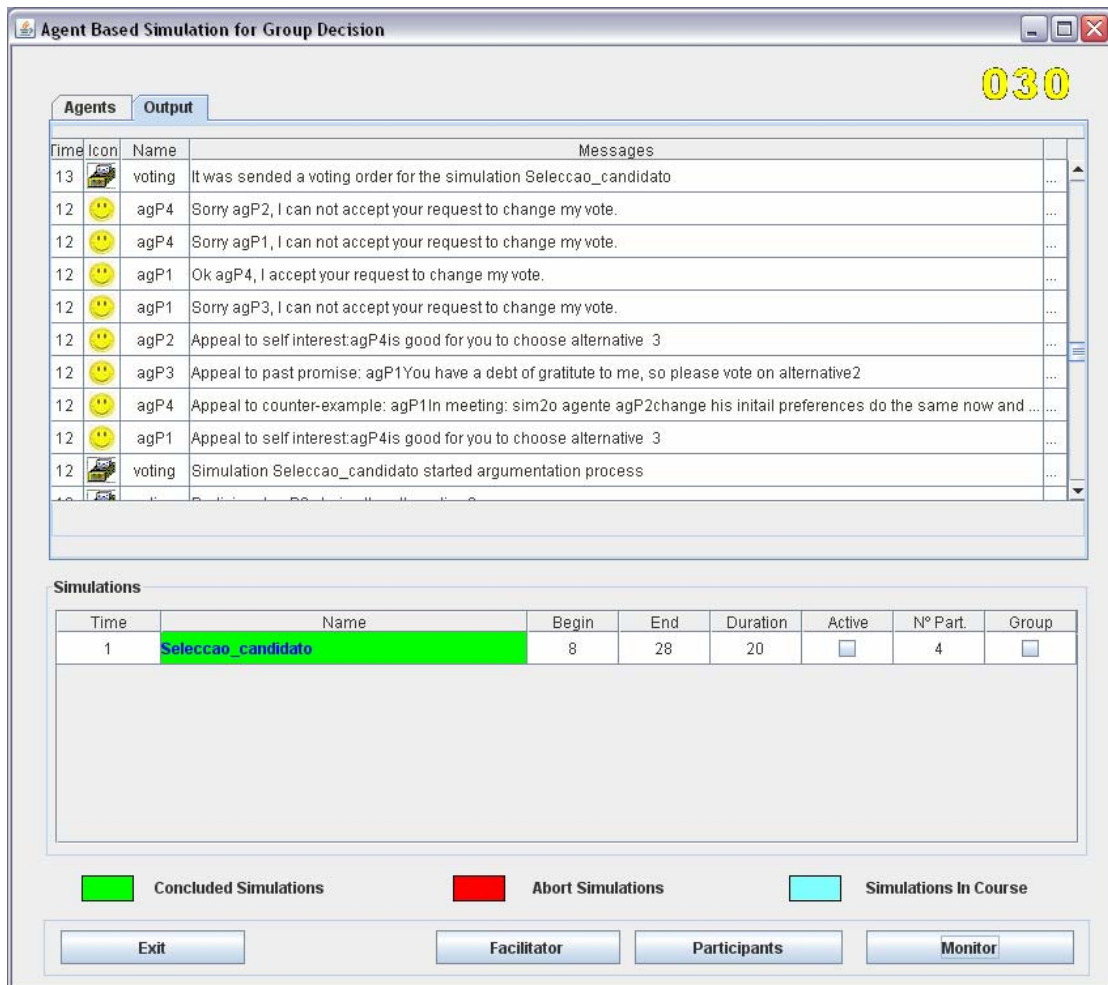 Agent Based Simulation for Group Decision
030
Agents Output
Time Icon Name Messages
13 voting It was sended a voting order for the simulation Seleccao_candidato ...
12 agP4 Sorry agP2, I can not accept your request to change my vote. ...
12 agP4 Sorry agP1, I can not accept your request to change my vote. ...
12 agP1 Ok agP4, I accept your request to change my vote. ...
12 agP1 Sorry agP3, I can not accept your request to change my vote. ...
12 agP2 Appeal to self interest:agP4is good for you to choose alternative 3 ...
12 agP3 Appeal to past promise: agP1You have a debt of gratitute to me, so please vote on alternative2 ...
12 agP4 Appeal to counter-example: agP1In meeting: sim2o agente agP2change his initail preferences do the same now and ... ...
12 agP1 Appeal to self interest:agP4is good for you to choose alternative 3 ...
12 voting Simulation Seleccao_candidato started argumentation process ...
Simulations
Time Name Begin End Duration Active Nº Part. Group
1 Seleccao_candidato 8 28 20 4
Concluded Simulations Abort Simulations Simulations In Course
Exit Facilitator Participants Monitor